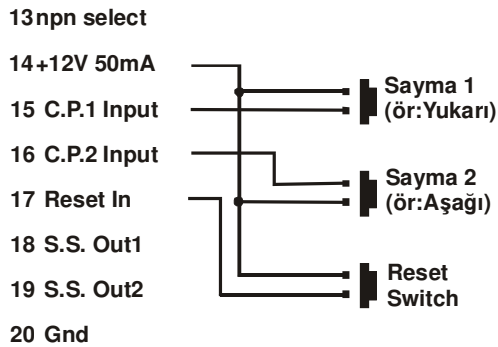 13 npn select
14 +12V 50mA
15 C.P.1 Input
16 C.P.2 Input
17 Reset In
18 S.S. Out1
19 S.S. Out2
20 Gnd
Sayma 1
(ör:Yukarı)
Sayma 2
(ör:Aşağı)
Reset
Switch